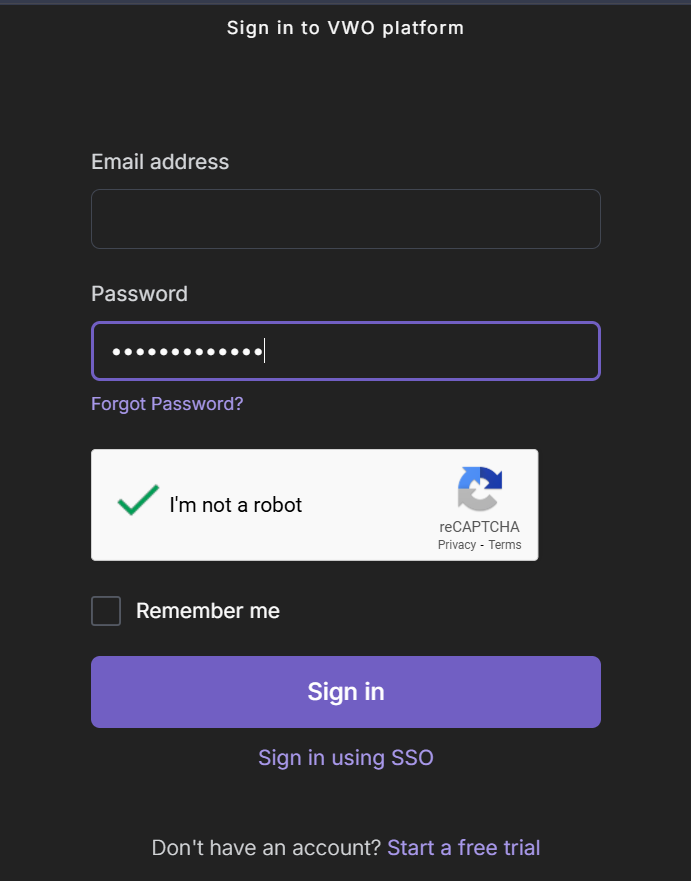 Sign in to VWO platform
Email address
Password
•••••••••••••
Forgot Password?
I'm not a robot
reCAPTCHA
Privacy - Terms
Remember me
Sign in
Sign in using SSO
Don't have an account? Start a free trial